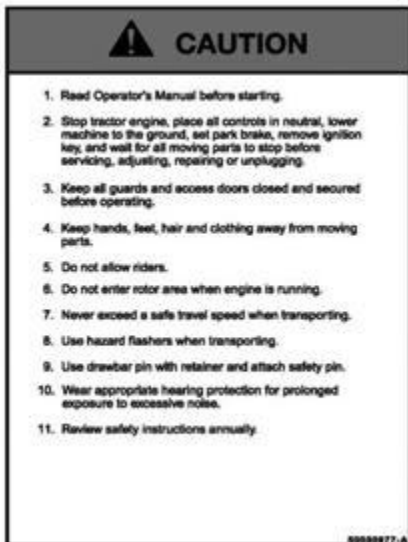 CAUTION
1. Read Operator's Manual before starting.
2. Stop tractor engine, place all controls in neutral, lower
machine to the ground, set park brake, remove ignition
key, and wait for all moving parts to stop before
servicing, adjusting, repairing or unplugging.
3. Keep all guards and access doors closed and secured
before operating.
4. Keep hands, feet, hair and clothing away from moving
parts.
5. Do not allow riders.
6. Do not enter rotor area when engine is running.
7. Never exceed a safe travel speed when transporting.
8. Use hazard flashers when transporting.
9. Use drawbar pin with retainer and attach safety pin.
10. Wear appropriate hearing protection for prolonged
exposure to excessive noise.
11. Review safety instructions annually.